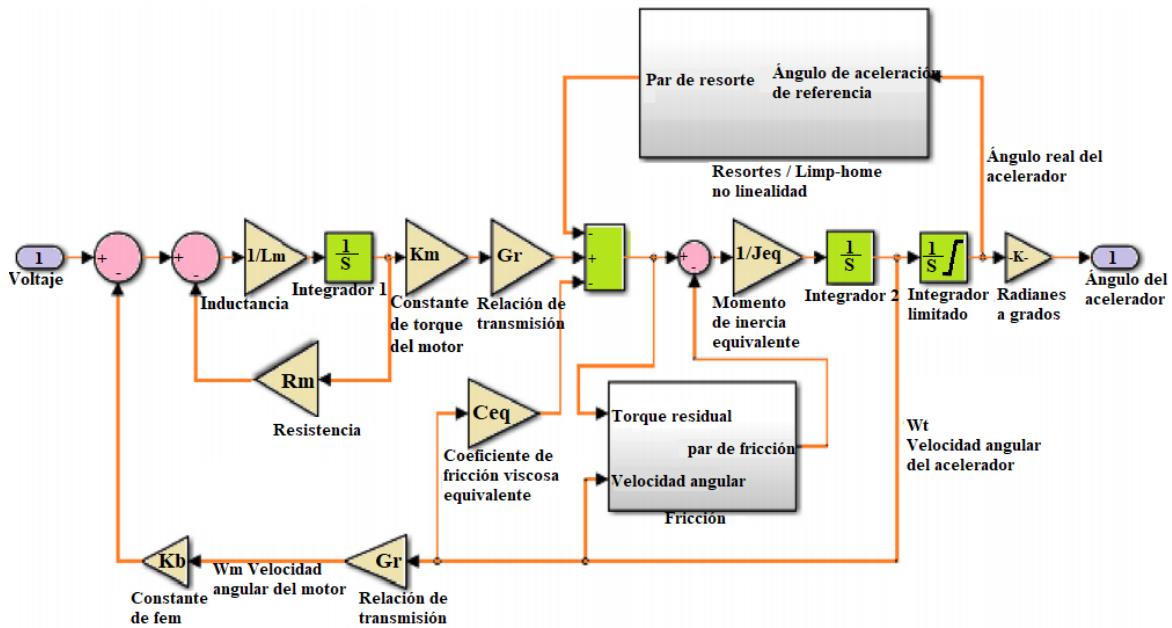 Par de resorte
Ángulo de aceleración
de referencia
Resortes / Limp-home
no linealidad
Ángulo real del
acelerador
1
Voltaje
+
-
+
-
1/Lm
Inductancia
1
S
Integrador 1
Km
Constante
de torque
del motor
Gr
Relación de
transmisión
-
+
-
+
-
1/Jeq
Momento
de inercia
equivalente
1
S
Integrador 2
1
S
Integrador
limitado
-K-
Radianes
a grados
1
Ángulo del
acelerador
Rm
Resistencia
Ceq
Coeficiente de
fricción viscosa
equivalente
Torque residual
par de fricción
Velocidad angular
Fricción
Wt
Velocidad angular
del acelerador
Kb
Constante
de fem
Wm Velocidad
angular del motor
Gr
Relación de
transmisión